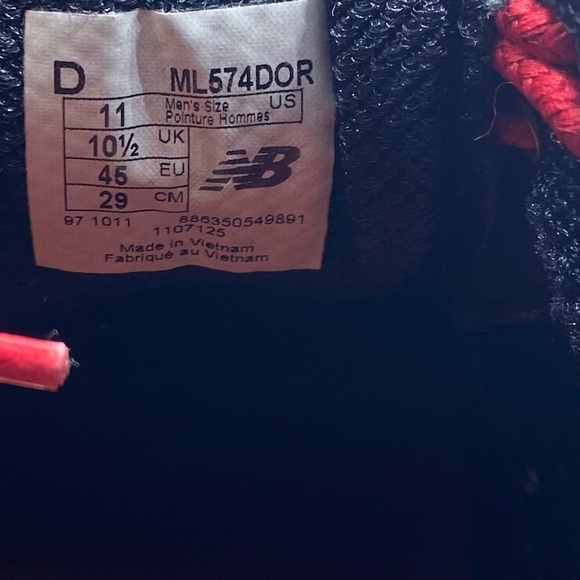 D ML574DOR
11 Men's Size US
Pointure Hommes
10½ UK
45 EU
29 CM
NB
97 1011 886350549891
1107125
Made in Vietnam
Fabriqué au Vietnam